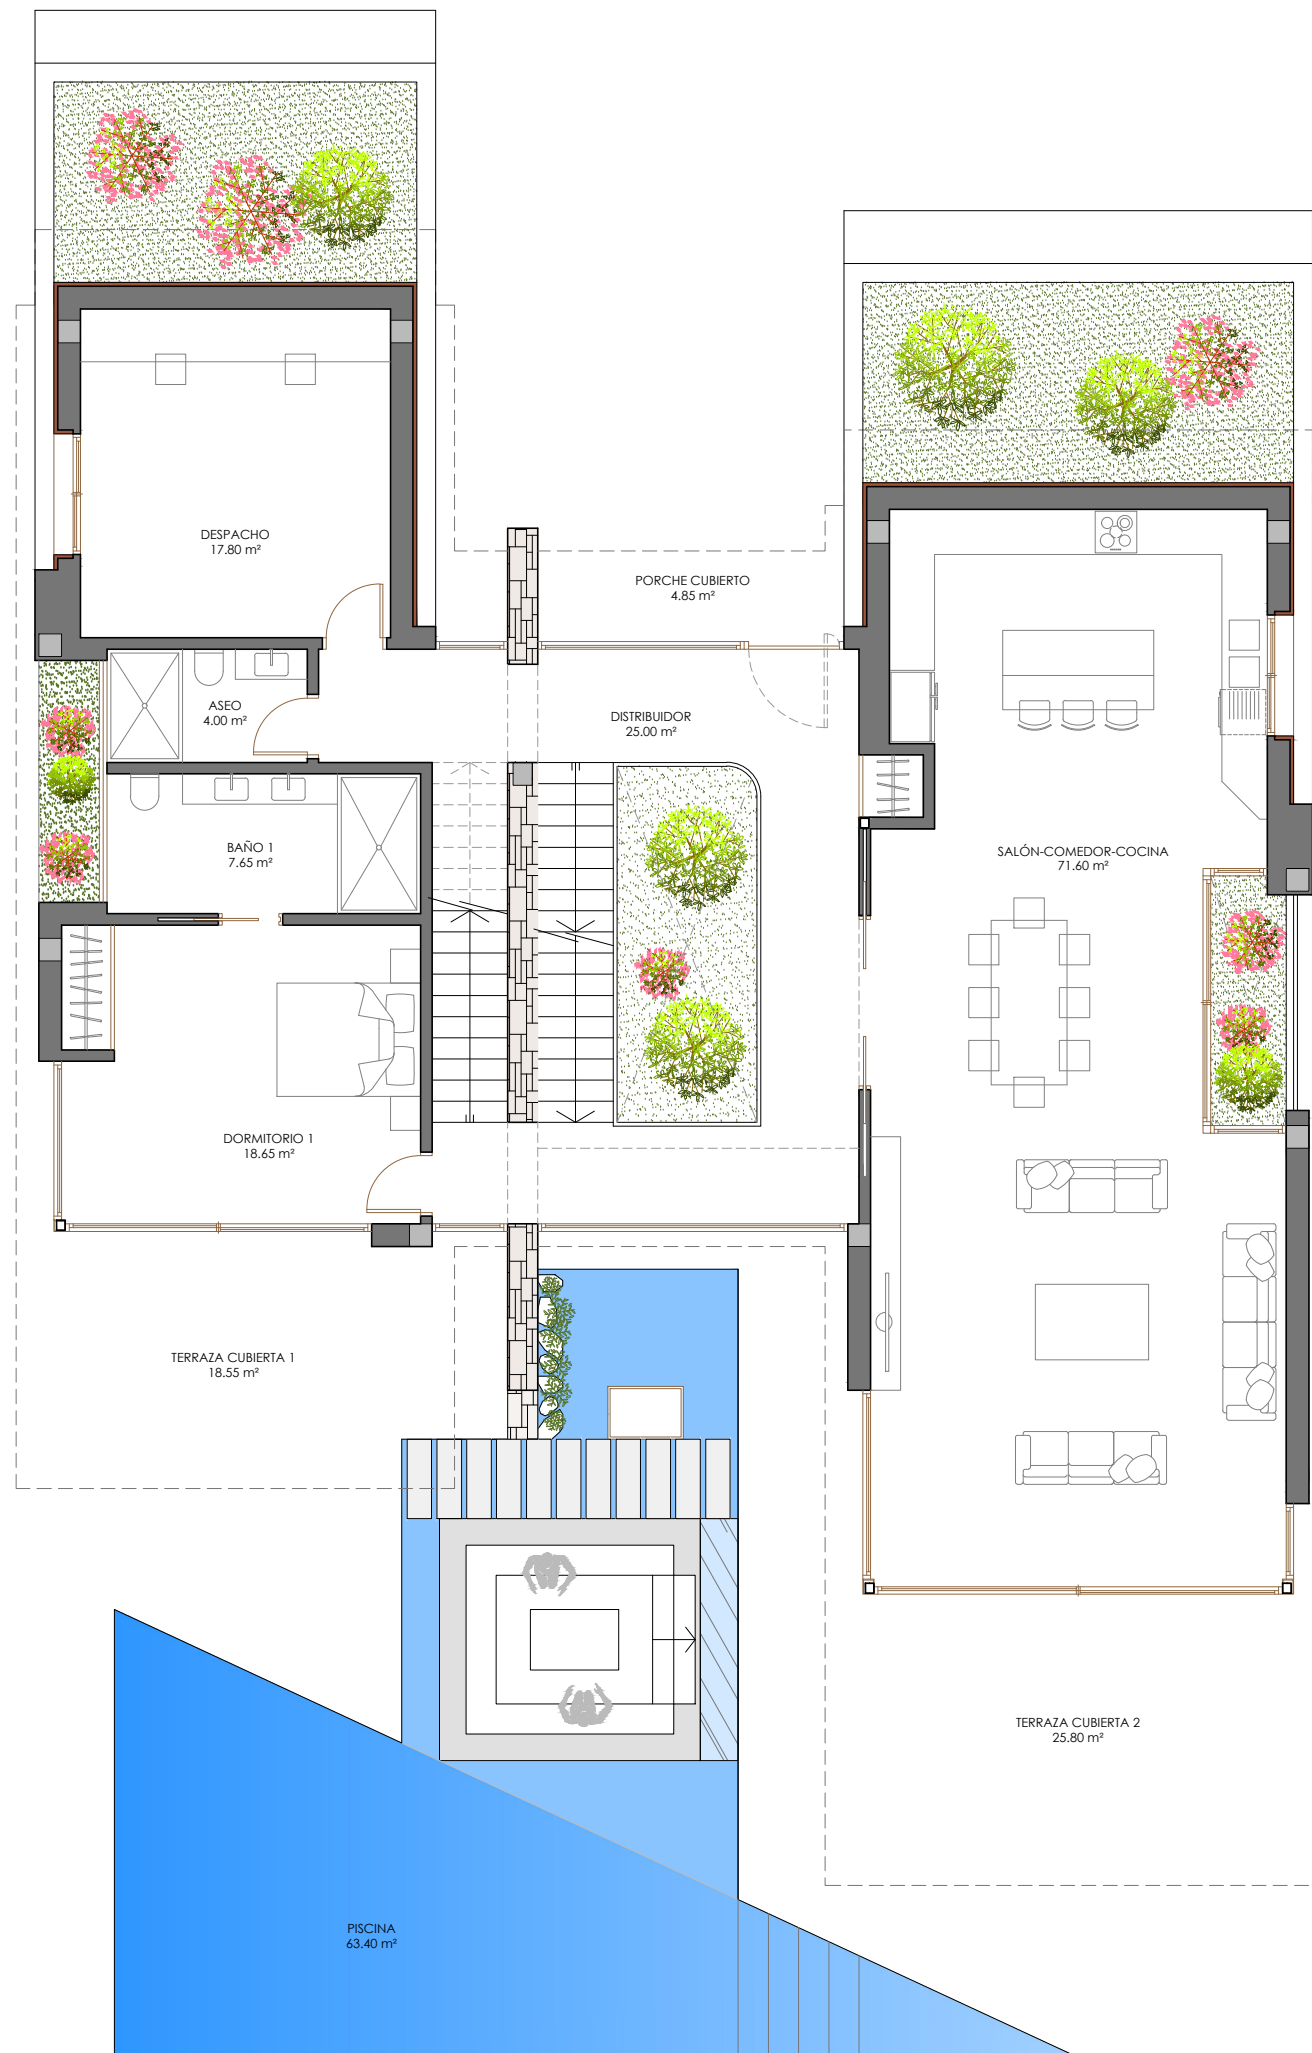 DESPACHO
17.80 m²
PORCHE CUBIERTO
4.85 m²
ASEO
4.00 m²
DISTRIBUIDOR
25.00 m²
BAÑO 1
7.65 m²
SALÓN-COMEDOR-COCINA
71.60 m²
DORMITORIO 1
18.65 m²
TERRAZA CUBIERTA 1
18.55 m²
TERRAZA CUBIERTA 2
25.80 m²
PISCINA
63.40 m²